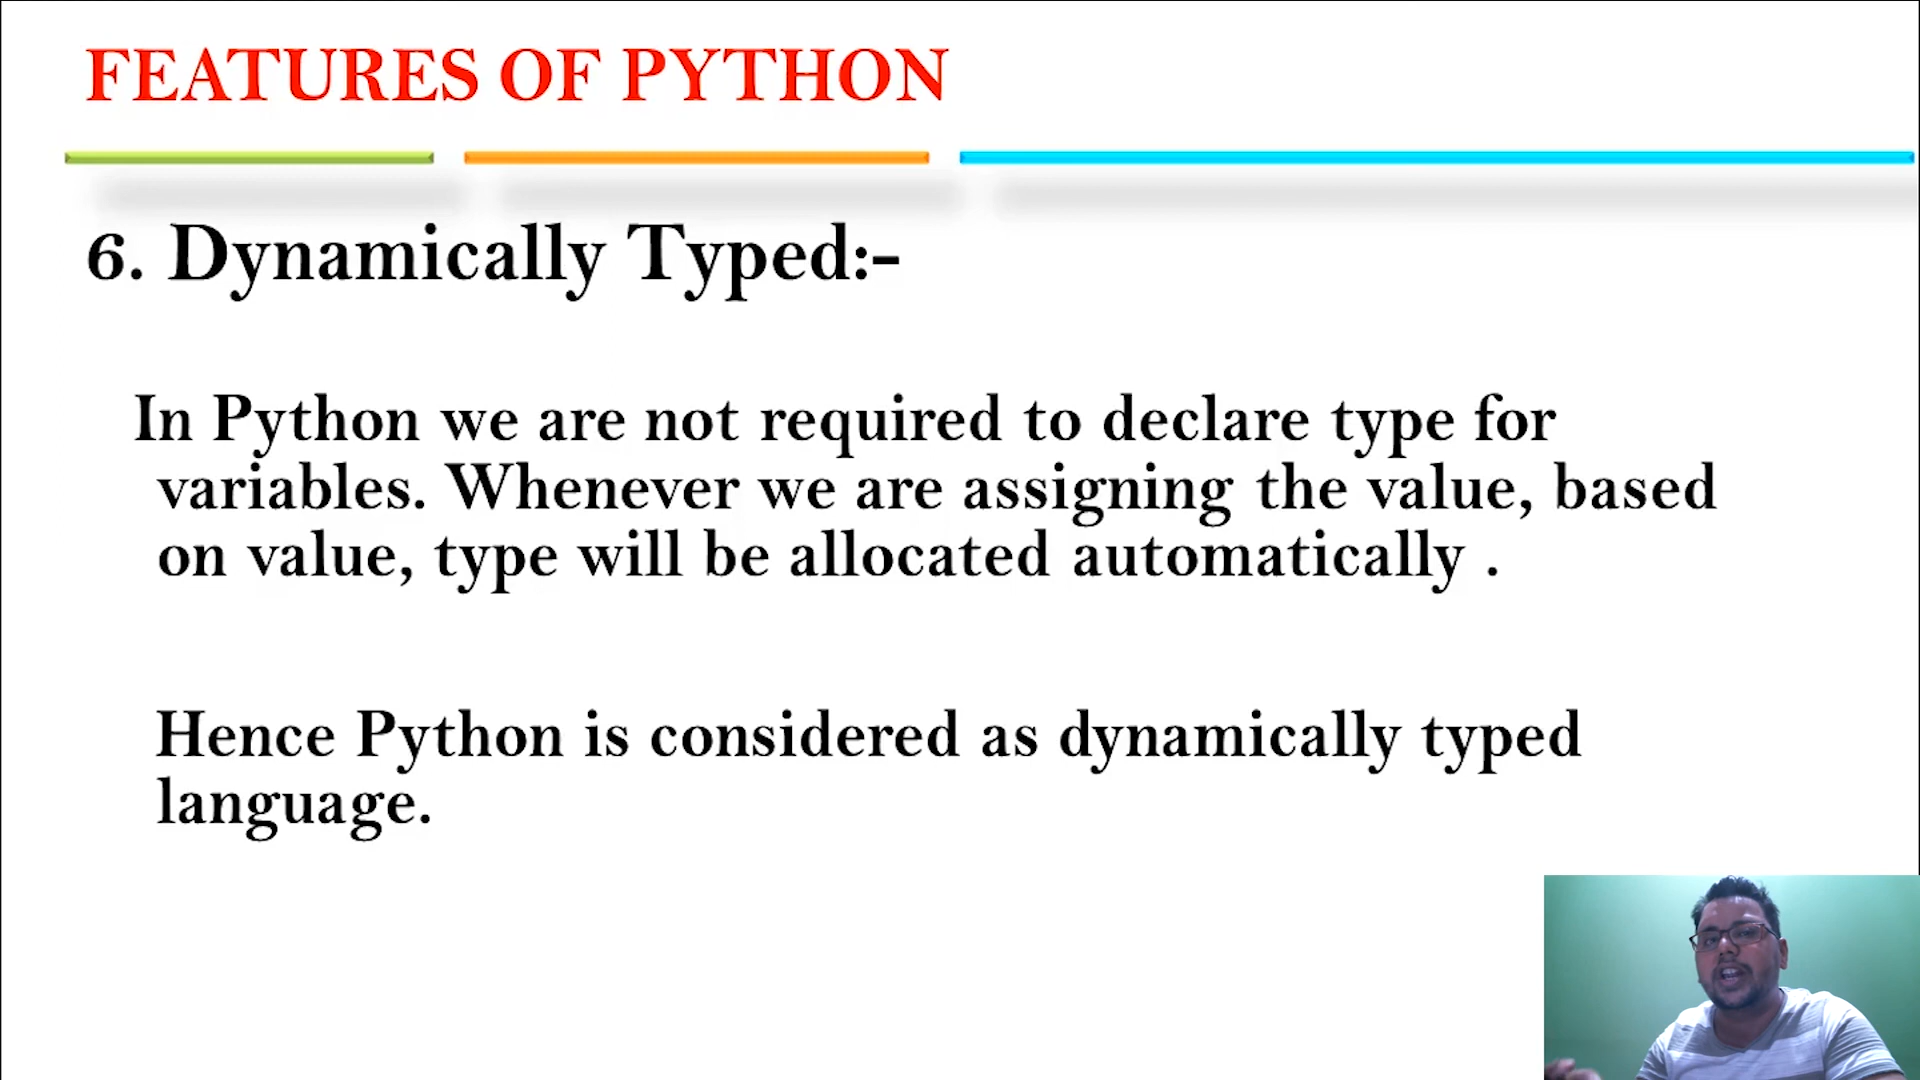 FEATURES OF PYTHON
6. Dynamically Typed:-
In Python we are not required to declare type for
variables. Whenever we are assigning the value, based
on value, type will be allocated automatically .
Hence Python is considered as dynamically typed
language.